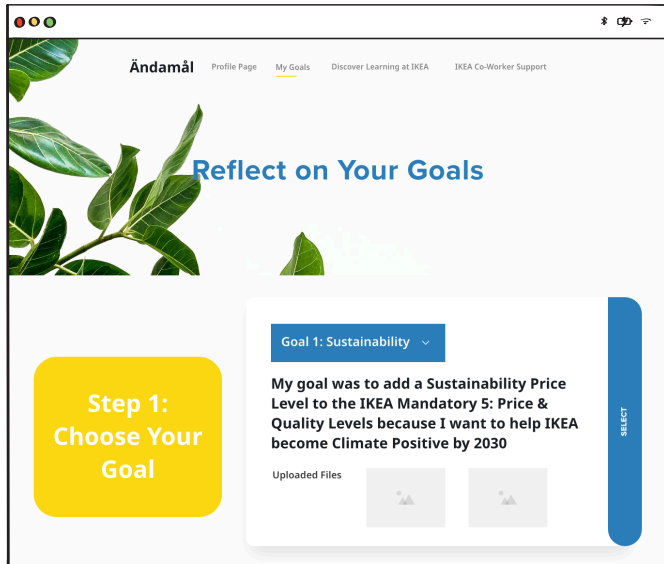 Ändamål
Profile Page
My Goals
Discover Learning at IKEA
IKEA Co-Worker Support
Reflect on Your Goals
Step 1:
Choose Your
Goal
Goal 1: Sustainability
My goal was to add a Sustainability Price
Level to the IKEA Mandatory 5: Price &
Quality Levels because I want to help IKEA
become Climate Positive by 2030
Uploaded Files
SELECT